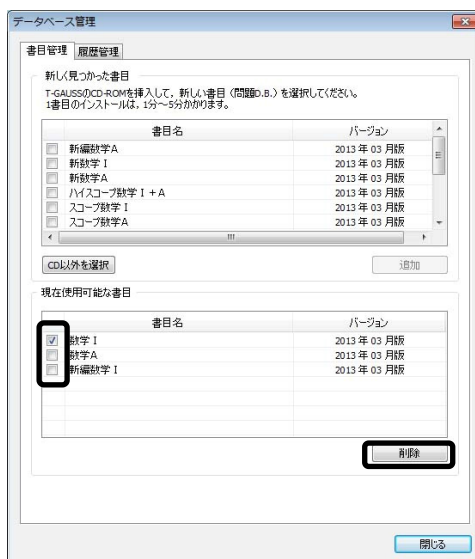 データベース管理
書目管理 履歴管理
新しく見つかった書目
T-GAUSSのCD-ROMを挿入して，新しい書目（問題D.B.）を選択してください。
1書目のインストールは，1分～5分かかります。
書目名 バージョン
新編数学A 2013 年 03 月版
新数学 I 2013 年 03 月版
新数学A 2013 年 03 月版
ハイスコープ数学 I + A 2013 年 03 月版
スコープ数学 I 2013 年 03 月版
スコープ数学A 2013 年 03 月版
CD以外を選択 追加
現在使用可能な書目
書目名 バージョン
数学 I 2013 年 03 月版
数学A 2013 年 03 月版
新編数学 I 2013 年 03 月版
削除
閉じる